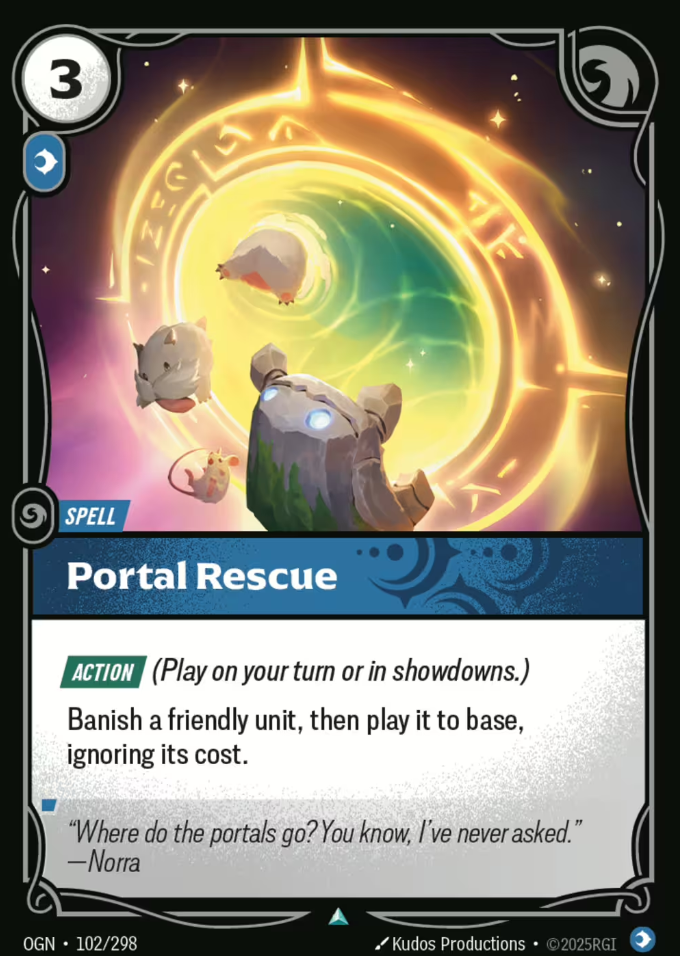 3
SPELL
Portal Rescue
ACTION (Play on your turn or in showdowns.)
Banish a friendly unit, then play it to base,
ignoring its cost.
“Where do the portals go? You know, I’ve never asked.”
—Norra
OGN • 102/298
Kudos Productions • ©2025RGI